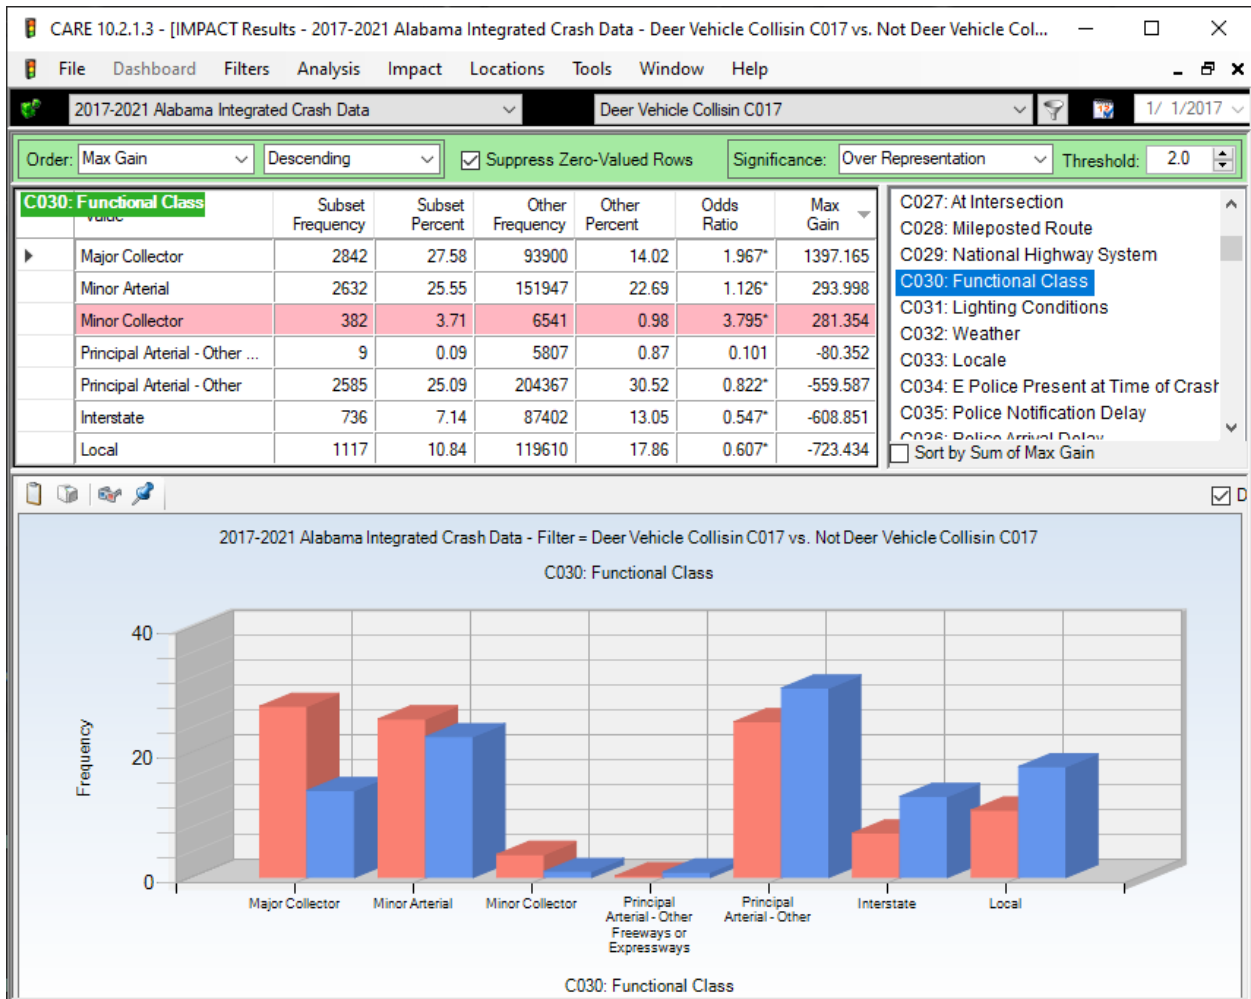 CARE 10.2.1.3 - [IMPACT Results - 2017-2021 Alabama Integrated Crash Data - Deer Vehicle Collisin C017 vs. Not Deer Vehicle Col...
File Dashboard Filters Analysis Impact Locations Tools Window Help
2017-2021 Alabama Integrated Crash Data Deer Vehicle Collisin C017 1/ 1/2017
Order: Max Gain Descending Suppress Zero-Valued Rows Significance: Over Representation Threshold: 2.0
C030: Functional Class
Value Subset Frequency Subset Percent Other Frequency Other Percent Odds Ratio Max Gain
Major Collector 2842 27.58 93900 14.02 1.967* 1397.165
Minor Arterial 2632 25.55 151947 22.69 1.126* 293.998
Minor Collector 382 3.71 6541 0.98 3.795* 281.354
Principal Arterial - Other ... 9 0.09 5807 0.87 0.101 -80.352
Principal Arterial - Other 2585 25.09 204367 30.52 0.822* -559.587
Interstate 736 7.14 87402 13.05 0.547* -608.851
Local 1117 10.84 119610 17.86 0.607* -723.434
C027: At Intersection
C028: Mileposted Route
C029: National Highway System
C030: Functional Class
C031: Lighting Conditions
C032: Weather
C033: Locale
C034: E Police Present at Time of Crash
C035: Police Notification Delay
C036: Police Arrival Delay
Sort by Sum of Max Gain
D
2017-2021 Alabama Integrated Crash Data - Filter = Deer Vehicle Collisin C017 vs. Not Deer Vehicle Collisin C017
C030: Functional Class
40
20
0
Frequency
Major Collector
Minor Arterial
Minor Collector
Principal
Arterial - Other
Freeways or
Expressways
Principal
Arterial - Other
Interstate
Local
C030: Functional Class